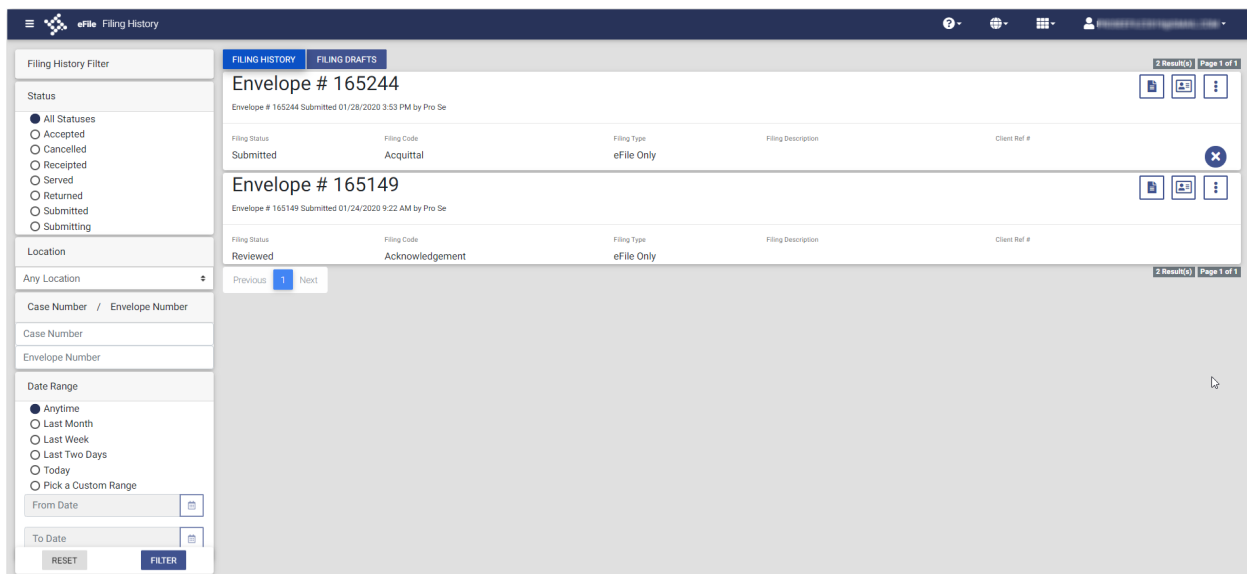 eFile Filing History
Filing History Filter
Status
All Statuses
Accepted
Cancelled
Receipted
Served
Returned
Submitted
Submitting
Location
Any Location
Case Number / Envelope Number
Case Number
Envelope Number
Date Range
Anytime
Last Month
Last Week
Last Two Days
Today
Pick a Custom Range
From Date
To Date
RESET FILTER
FILING HISTORY FILING DRAFTS
2 Result(s) Page 1 of 1
Envelope # 165244
Envelope # 165244 Submitted 01/28/2020 3:53 PM by Pro Se
Filing Status Filing Code Filing Type Filing Description Client Ref #
Submitted Acquittal eFile Only
Envelope # 165149
Envelope # 165149 Submitted 01/24/2020 9:22 AM by Pro Se
Filing Status Filing Code Filing Type Filing Description Client Ref #
Reviewed Acknowledgement eFile Only
Previous 1 Next
2 Result(s) Page 1 of 1